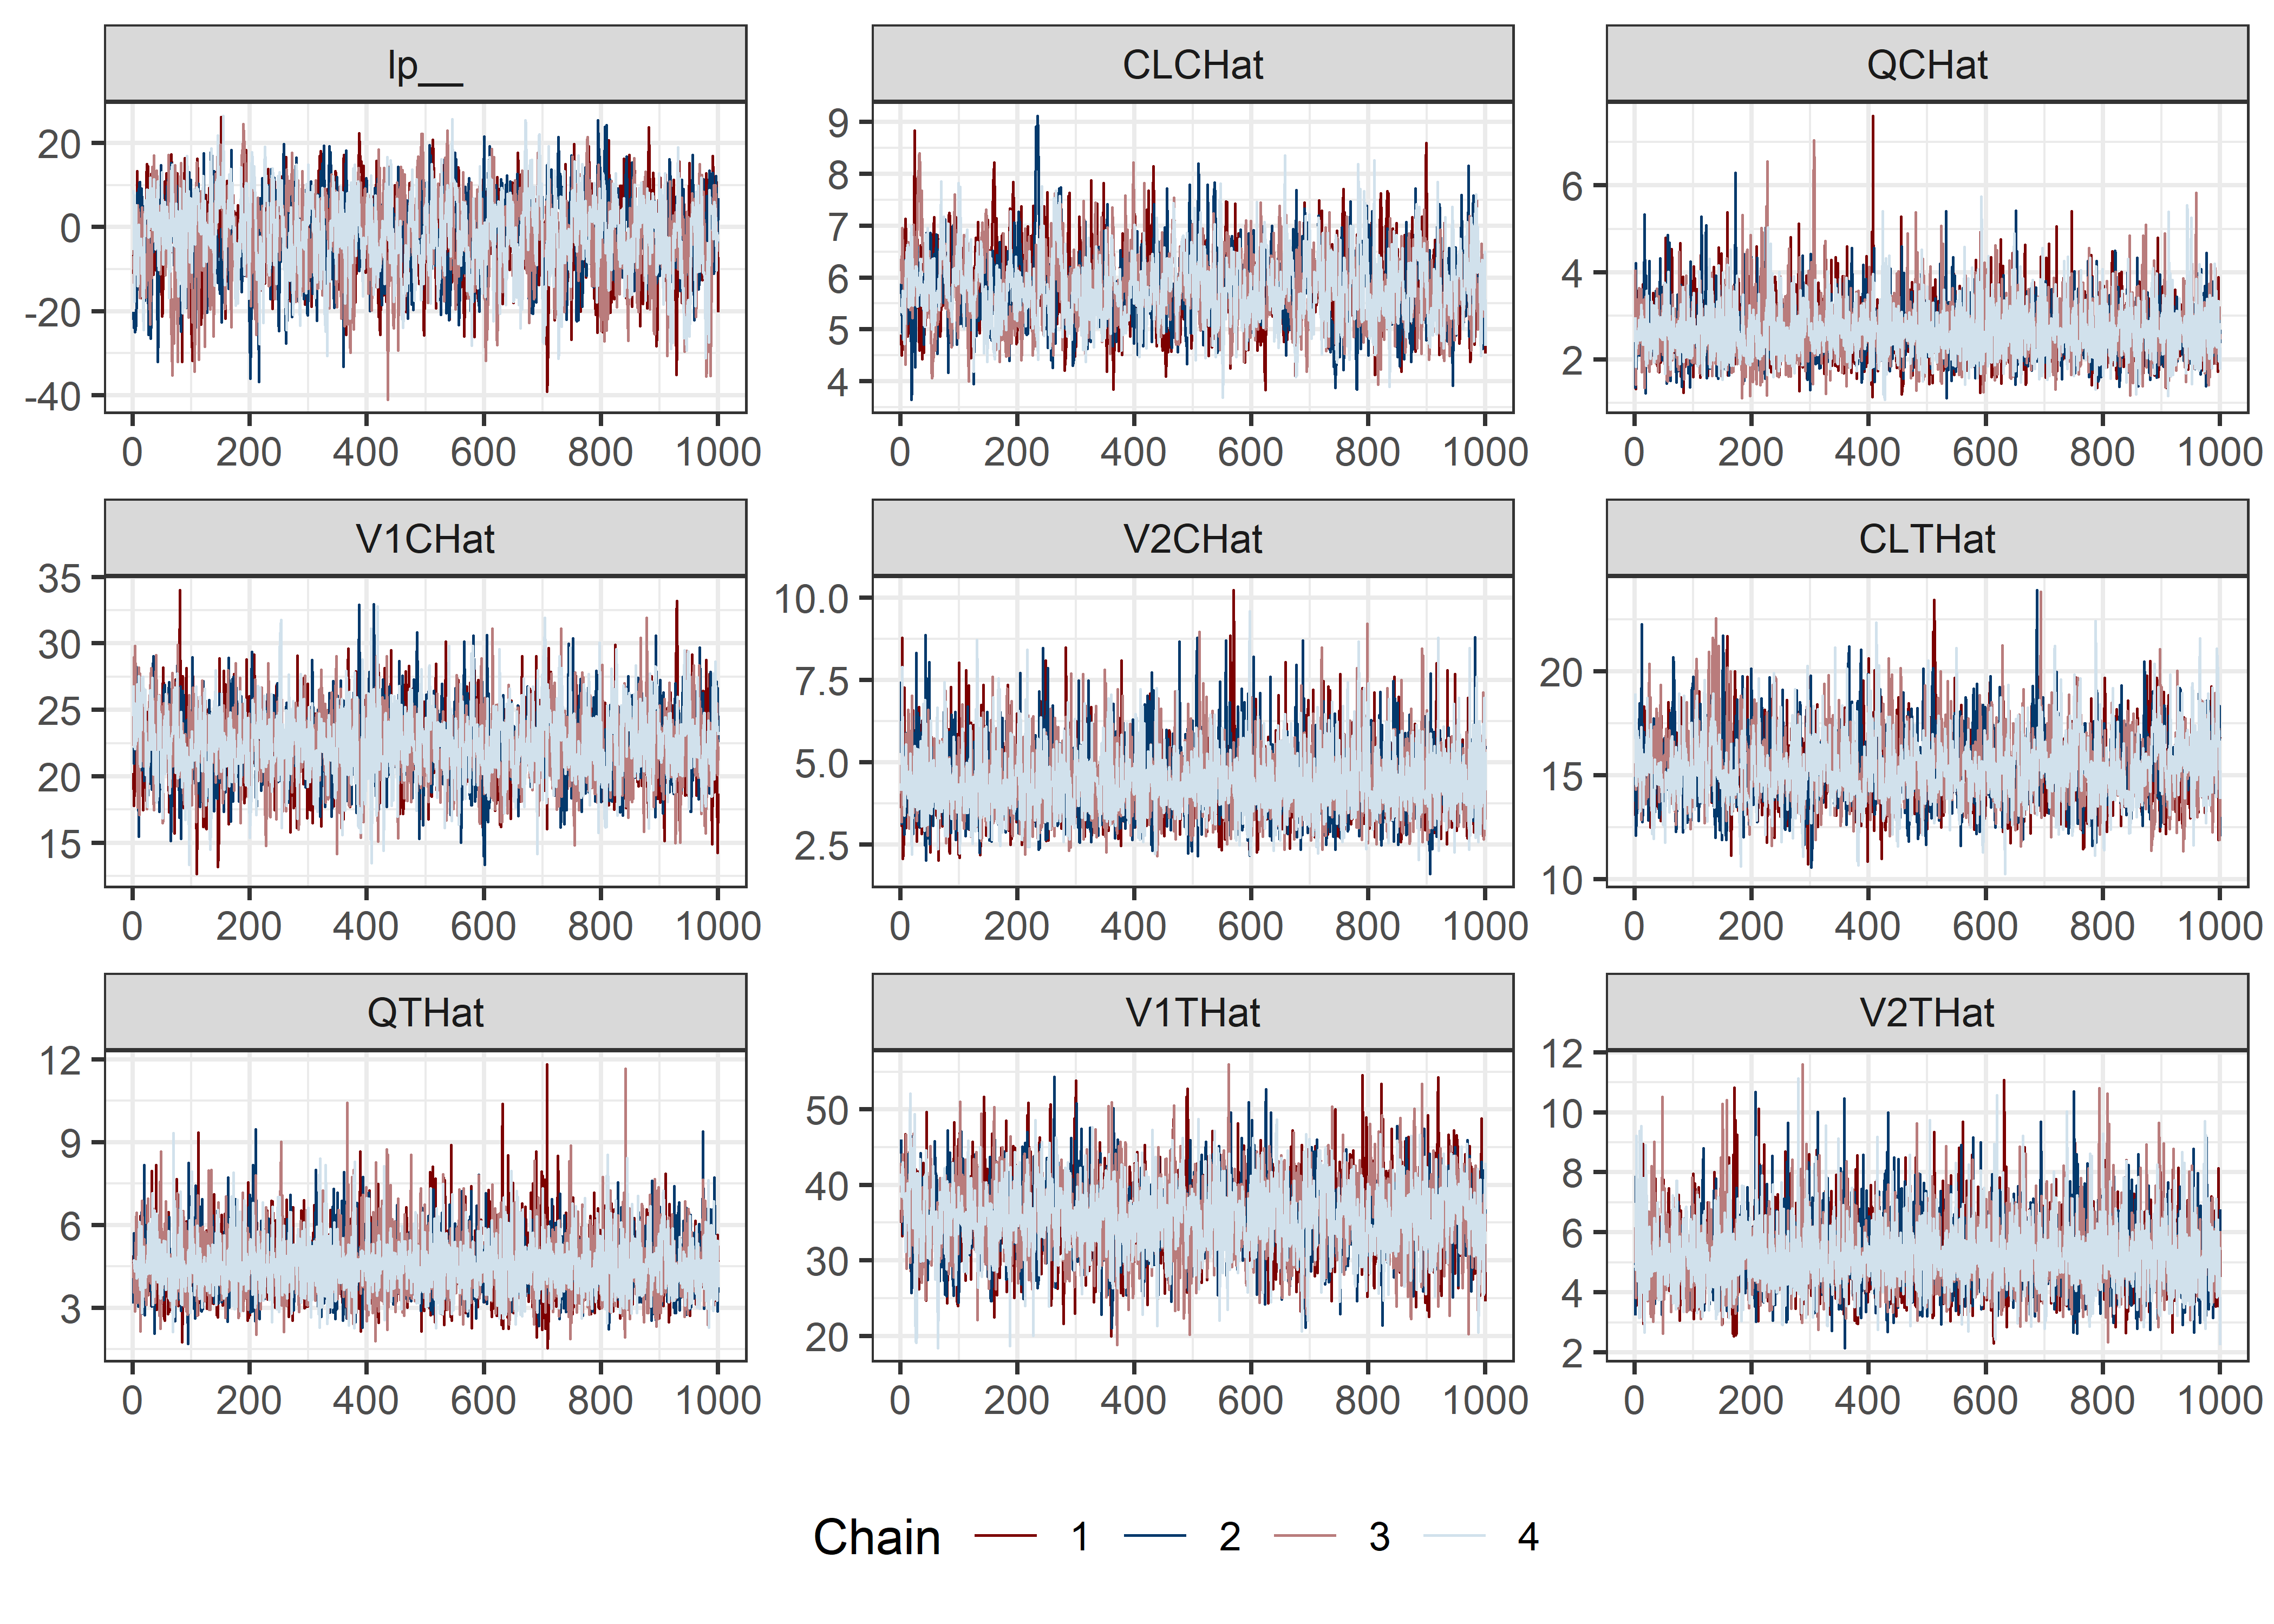 lp__ CLCHat QCHat
20 9 6
0 8 4
-20 7 2
-40 6
5
4
0 200 400 600 800 1000 0 200 400 600 800 1000 0 200 400 600 800 1000
V1CHat V2CHat CLTHat
35 10.0 20
30 7.5 15
25 5.0 10
20 2.5
15
0 200 400 600 800 1000 0 200 400 600 800 1000 0 200 400 600 800 1000
QTHat V1THat V2THat
12 50 12
9 40 10
6 30 8
3 20 6
4
2
0 200 400 600 800 1000 0 200 400 600 800 1000 0 200 400 600 800 1000
Chain 1 2 3 4